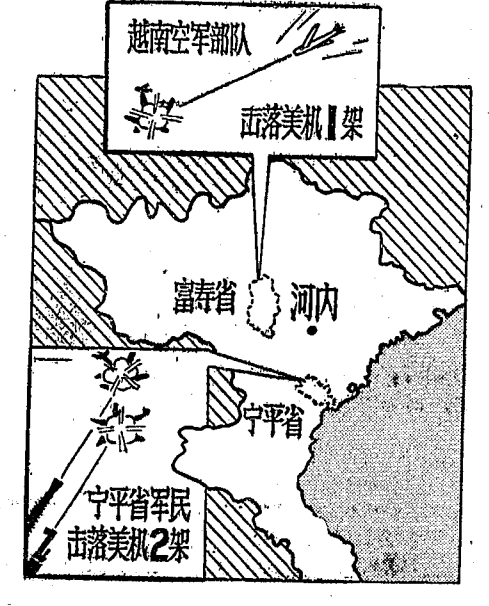 越南空军部队
击落美机1架
富寿省
河内
宁平省
宁平省军民
击落美机2架